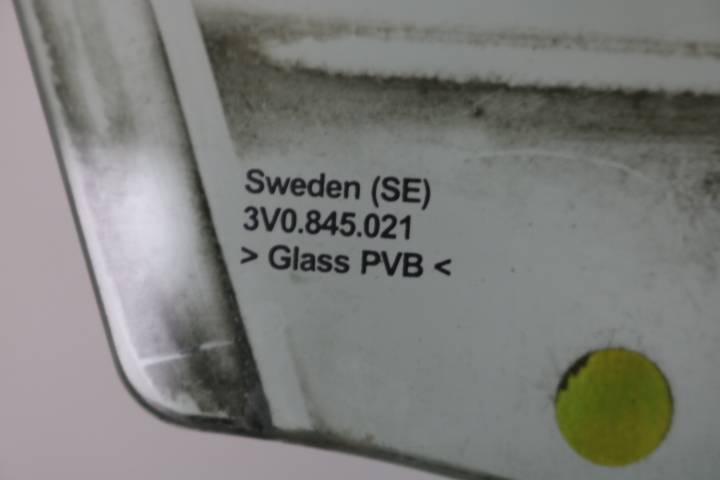 Sweden (SE)
3V0.845.021
> Glass PVB <